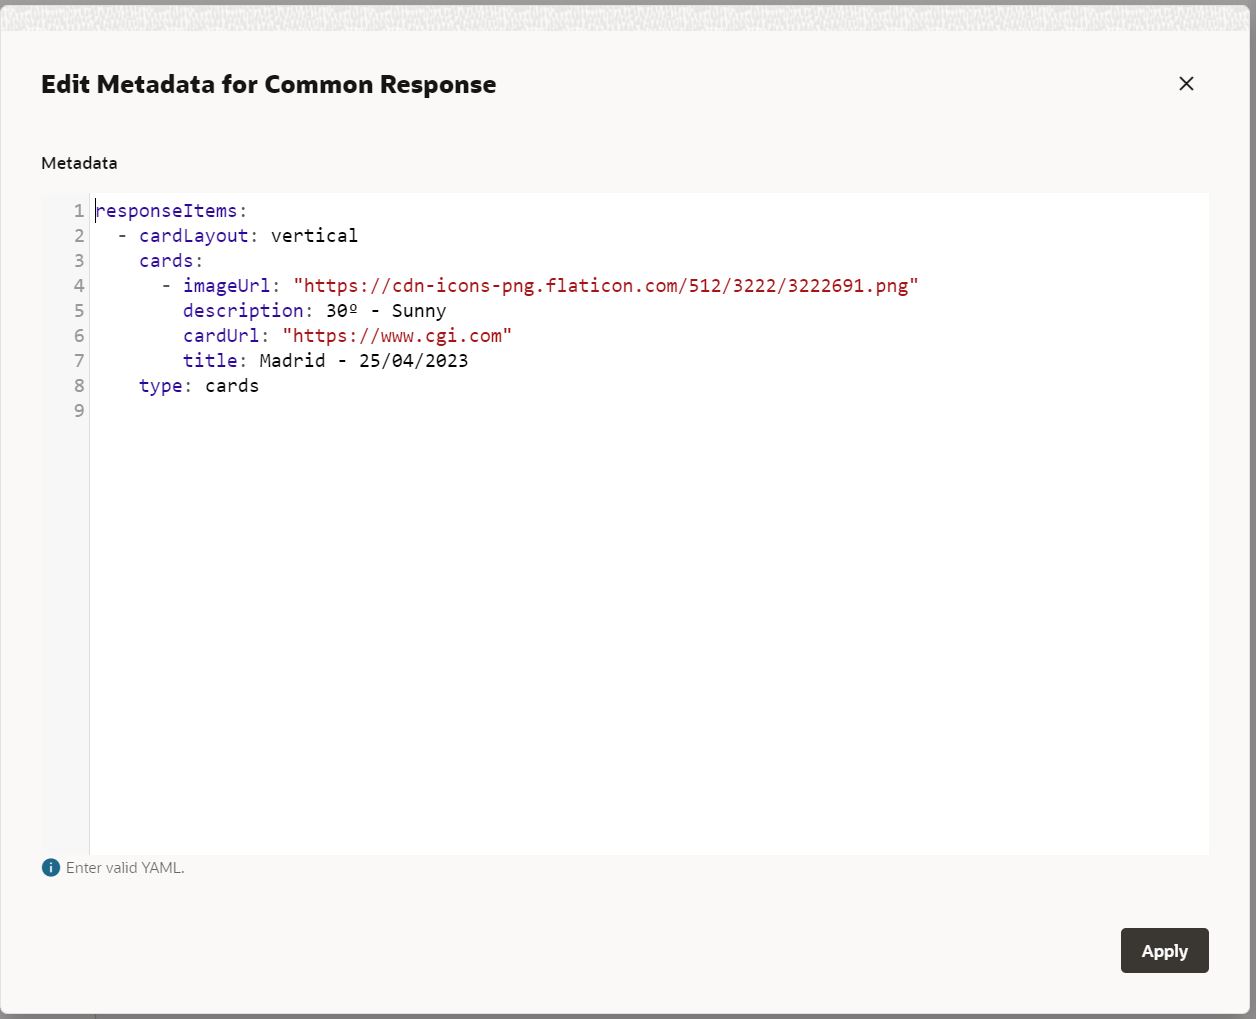 Edit Metadata for Common Response
Metadata
1 responseItems:
2   - cardLayout: vertical
3     cards:
4       - imageUrl: "https://cdn-icons-png.flaticon.com/512/3222/3222691.png"
5         description: 30º - Sunny
6         cardUrl: "https://www.cgi.com"
7         title: Madrid - 25/04/2023
8     type: cards
9
Enter valid YAML.
Apply